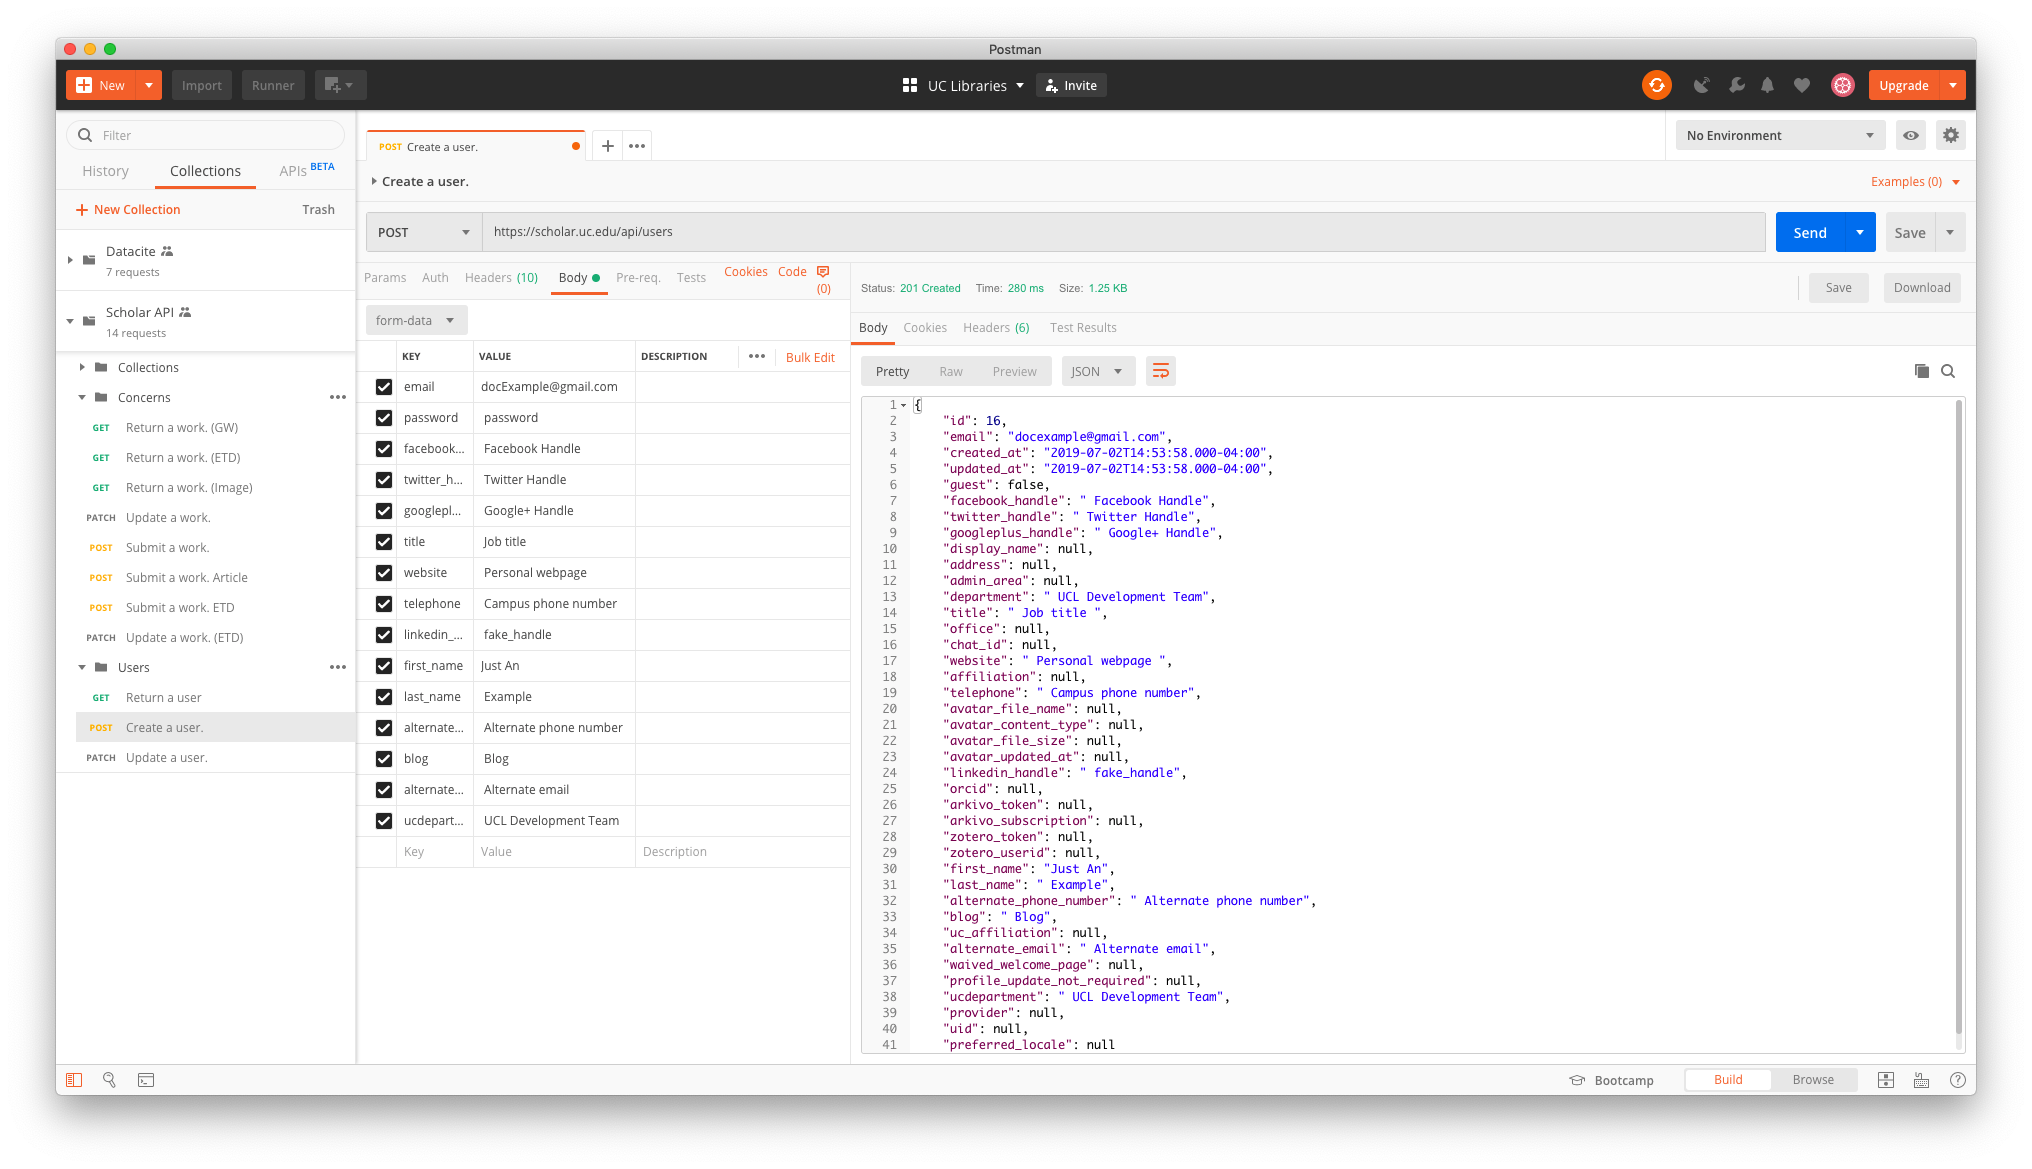 Postman
New Import Runner UC Libraries Invite Upgrade
Filter
History Collections APIs BETA
New Collection Trash
Datacite
7 requests
Scholar API
14 requests
Collections
Concerns
GET Return a work. (GW)
GET Return a work. (ETD)
GET Return a work. (Image)
PATCH Update a work.
POST Submit a work.
POST Submit a work. Article
POST Submit a work. ETD
PATCH Update a work. (ETD)
Users
GET Return a user
POST Create a user.
PATCH Update a user.
POST Create a user.
No Environment
Create a user.
Examples (0)
POST https://scholar.uc.edu/api/users
Send Save
Params Auth Headers (10) Body Pre-req. Tests Cookies Code (0)
form-data
KEY VALUE DESCRIPTION Bulk Edit
email docExample@gmail.com
password password
facebook... Facebook Handle
twitter_h... Twitter Handle
googlepl... Google+ Handle
title Job title
website Personal webpage
telephone Campus phone number
linkedin_... fake_handle
first_name Just An
last_name Example
alternate... Alternate phone number
blog Blog
alternate... Alternate email
ucdepart... UCL Development Team
Key Value Description
Status: 201 Created Time: 280 ms Size: 1.25 KB
Save Download
Body Cookies Headers (6) Test Results
Pretty Raw Preview JSON
1 {
2 "id": 16,
3 "email": "docexample@gmail.com",
4 "created_at": "2019-07-02T14:53:58.000-04:00",
5 "updated_at": "2019-07-02T14:53:58.000-04:00",
6 "guest": false,
7 "facebook_handle": " Facebook Handle",
8 "twitter_handle": " Twitter Handle",
9 "googleplus_handle": " Google+ Handle",
10 "display_name": null,
11 "address": null,
12 "admin_area": null,
13 "department": " UCL Development Team",
14 "title": " Job title ",
15 "office": null,
16 "chat_id": null,
17 "website": " Personal webpage ",
18 "affiliation": null,
19 "telephone": " Campus phone number",
20 "avatar_file_name": null,
21 "avatar_content_type": null,
22 "avatar_file_size": null,
23 "avatar_updated_at": null,
24 "linkedin_handle": " fake_handle",
25 "orcid": null,
26 "arkivo_token": null,
27 "arkivo_subscription": null,
28 "zotero_token": null,
29 "zotero_userid": null,
30 "first_name": "Just An",
31 "last_name": " Example",
32 "alternate_phone_number": " Alternate phone number",
33 "blog": " Blog",
34 "uc_affiliation": null,
35 "alternate_email": " Alternate email",
36 "waived_welcome_page": null,
37 "profile_update_not_required": null,
38 "ucdepartment": " UCL Development Team",
39 "provider": null,
40 "uid": null,
41 "preferred_locale": null
Bootcamp Build Browse